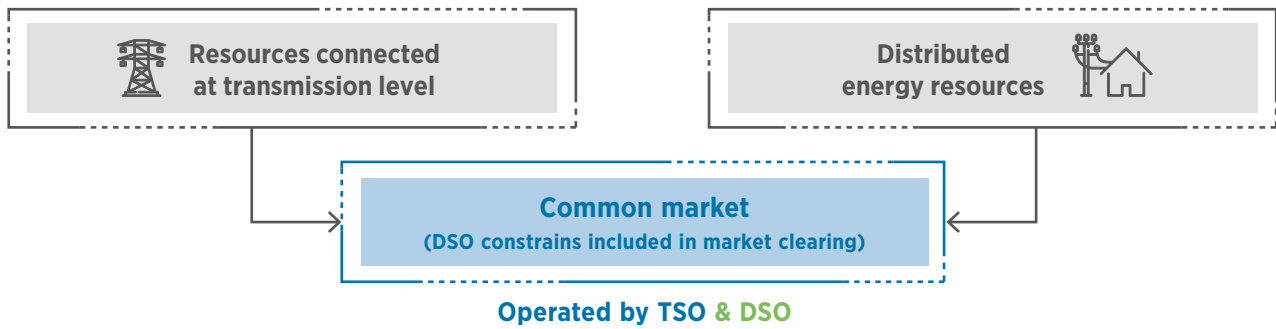 Resources connected
at transmission level
Distributed
energy resources
Common market
(DSO constrains included in market clearing)
Operated by TSO & DSO